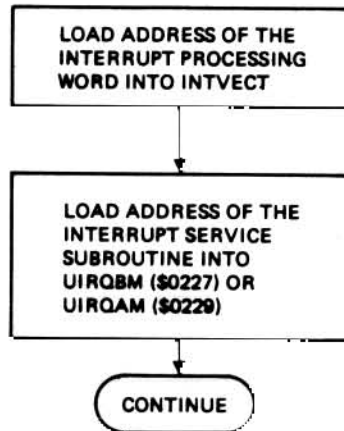 LOAD ADDRESS OF THE
INTERRUPT PROCESSING
WORD INTO INTVECT
LOAD ADDRESS OF THE
INTERRUPT SERVICE
SUBROUTINE INTO
UIRQBM ($0227) OR
UIRQAM ($0229)
CONTINUE